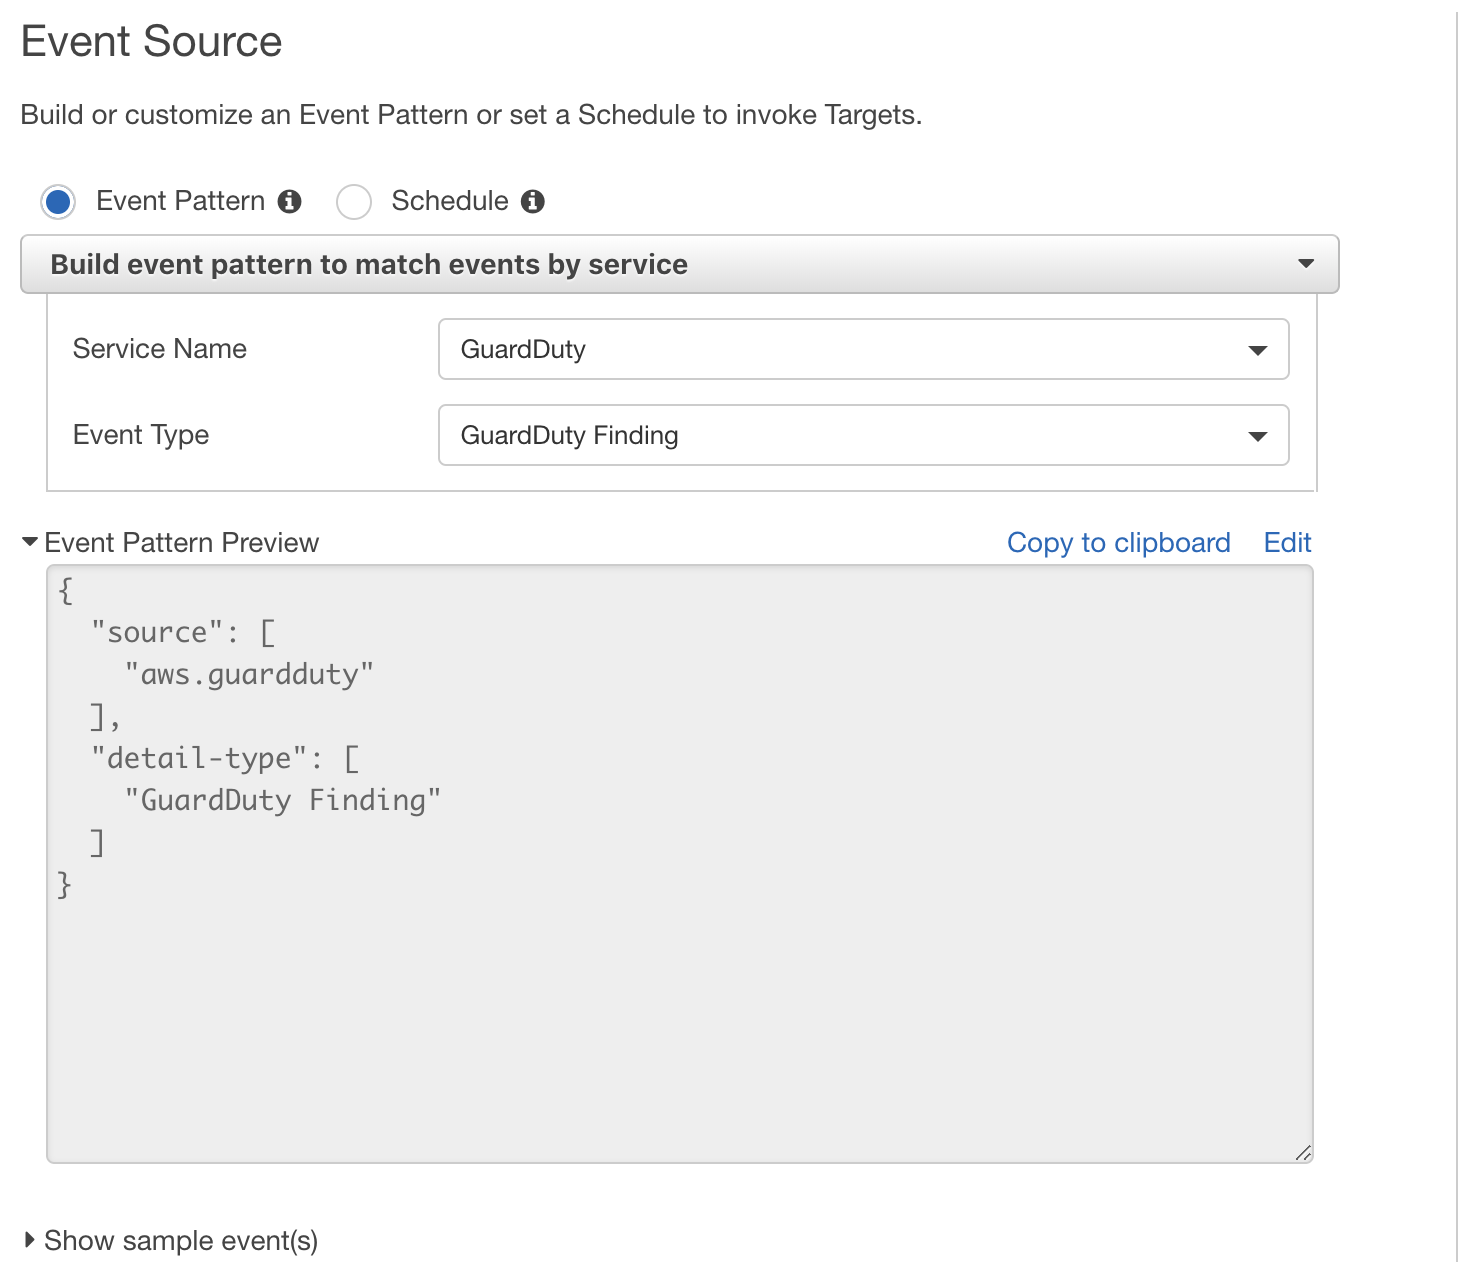 Event Source
Build or customize an Event Pattern or set a Schedule to invoke Targets.
Event Pattern Schedule
Build event pattern to match events by service
Service Name GuardDuty
Event Type GuardDuty Finding
Event Pattern Preview Copy to clipboard Edit
{
  "source": [
    "aws.guardduty"
  ],
  "detail-type": [
    "GuardDuty Finding"
  ]
}
Show sample event(s)